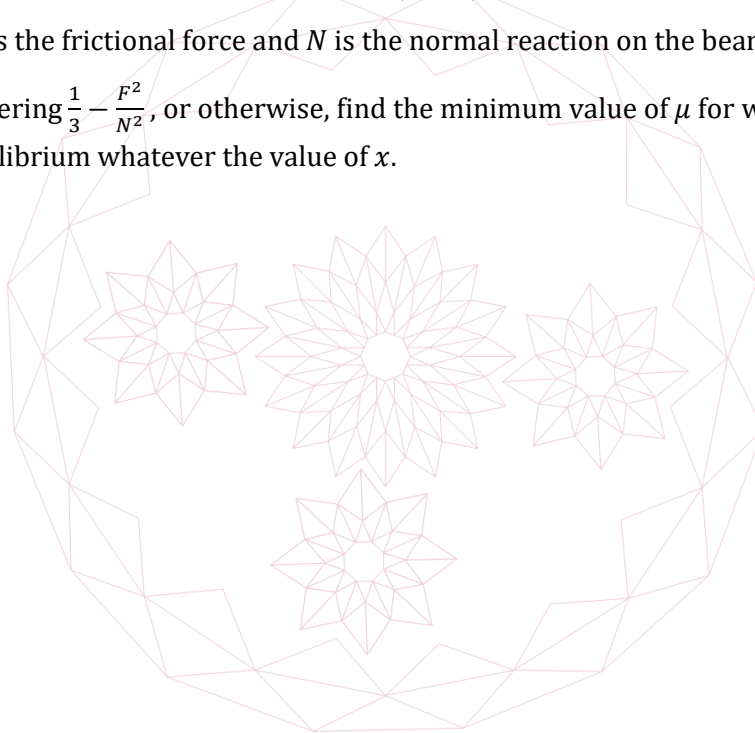 s the frictional force and N is the normal reaction on the bear
ering 1/3 − F²/N², or otherwise, find the minimum value of μ for w
librium whatever the value of x.